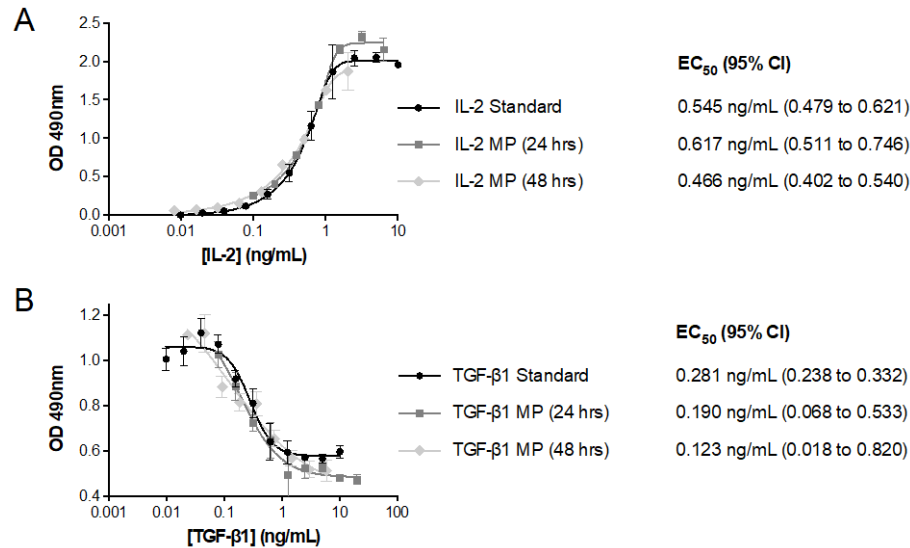 A
OD 490nm
2.5
2.0
1.5
1.0
0.5
0.0
0.001
0.01
0.1
1
10
[IL-2] (ng/mL)
EC₅₀ (95% CI)
IL-2 Standard 0.545 ng/mL (0.479 to 0.621)
IL-2 MP (24 hrs) 0.617 ng/mL (0.511 to 0.746)
IL-2 MP (48 hrs) 0.466 ng/mL (0.402 to 0.540)
B
OD 490nm
1.2
1.0
0.8
0.6
0.4
0.001
0.01
0.1
1
10
100
[TGF-β1] (ng/mL)
EC₅₀ (95% CI)
TGF-β1 Standard 0.281 ng/mL (0.238 to 0.332)
TGF-β1 MP (24 hrs) 0.190 ng/mL (0.068 to 0.533)
TGF-β1 MP (48 hrs) 0.123 ng/mL (0.018 to 0.820)